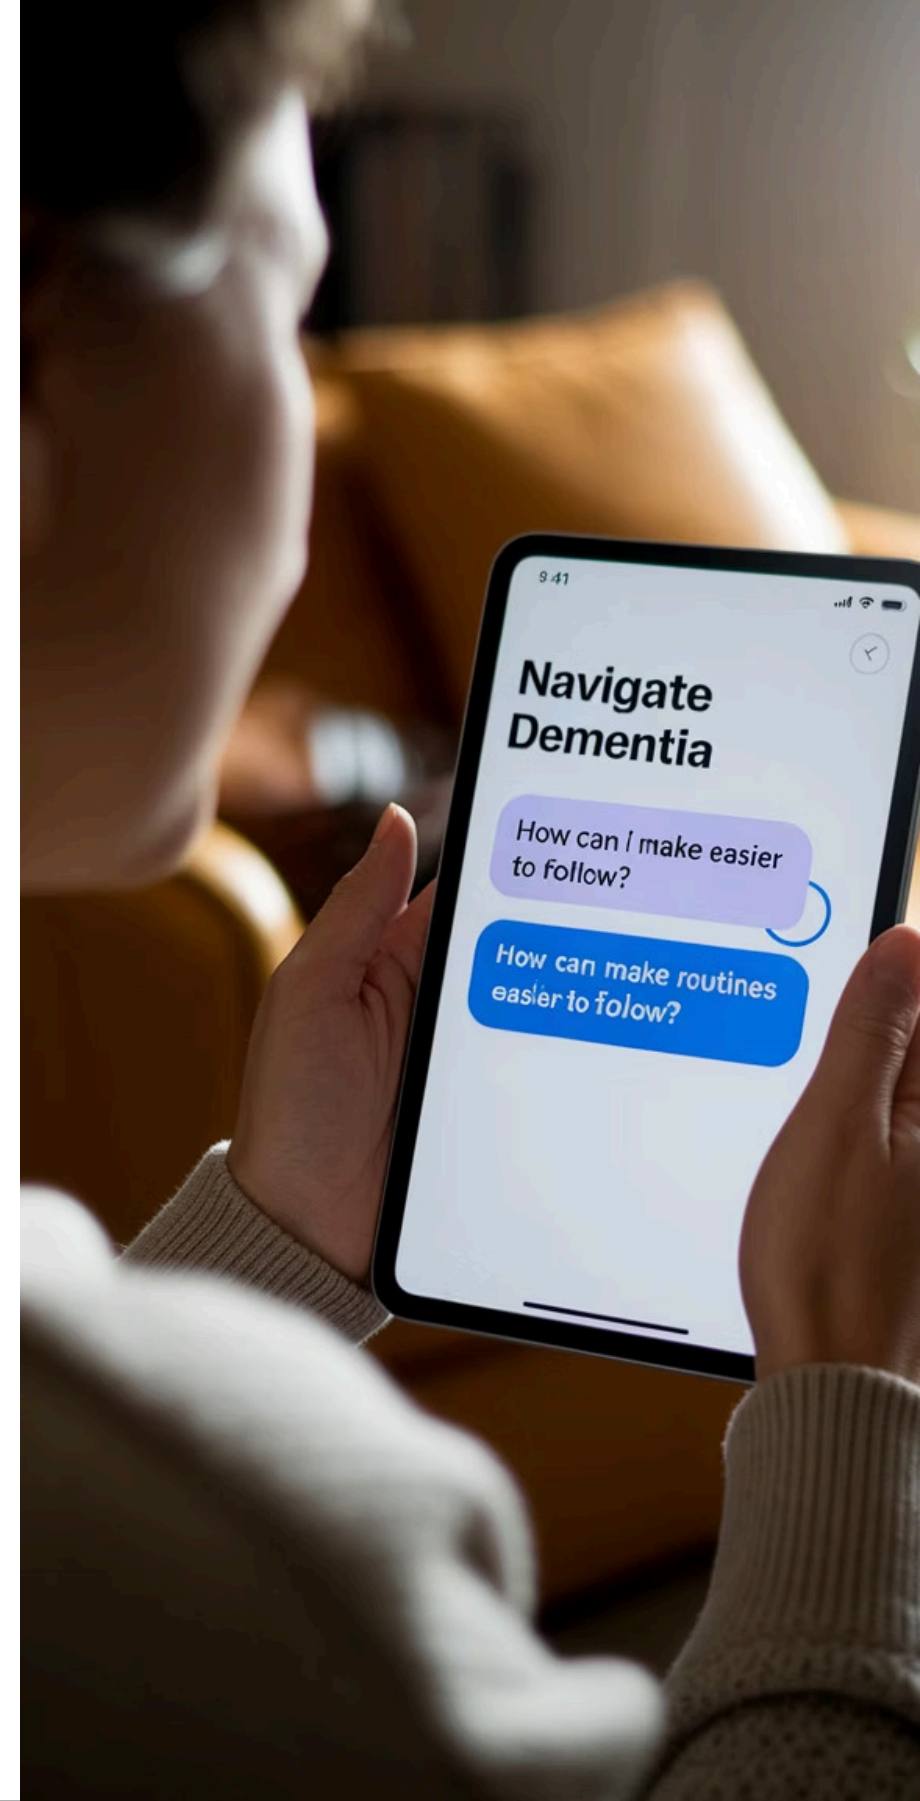 9:41
Navigate
Dementia
How can I make easier
to follow?
How can make routines
easier to folow?